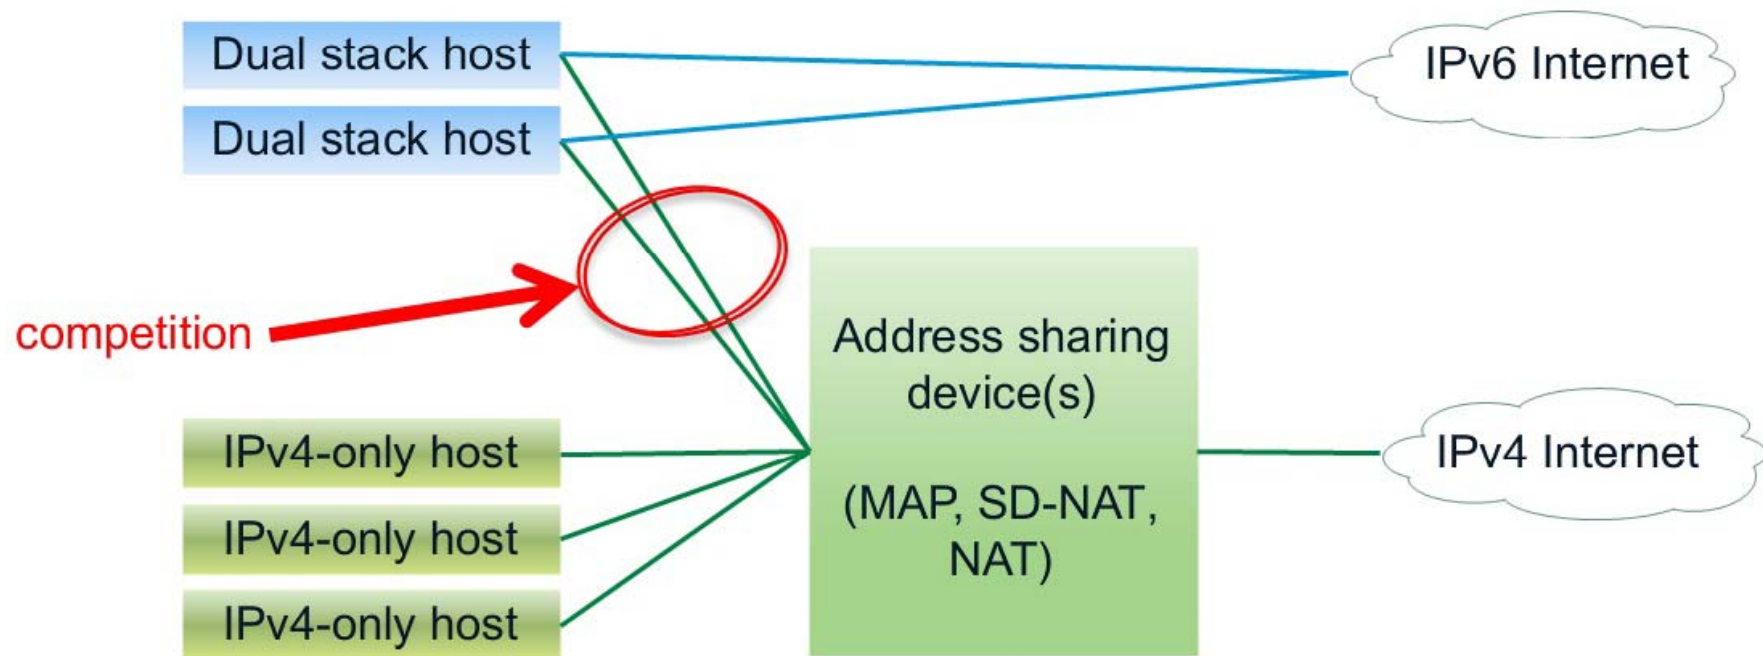 Dual stack host
IPv6 Internet
Dual stack host
competition
Address sharing
device(s)
(MAP, SD-NAT,
NAT)
IPv4-only host
IPv4 Internet
IPv4-only host
IPv4-only host